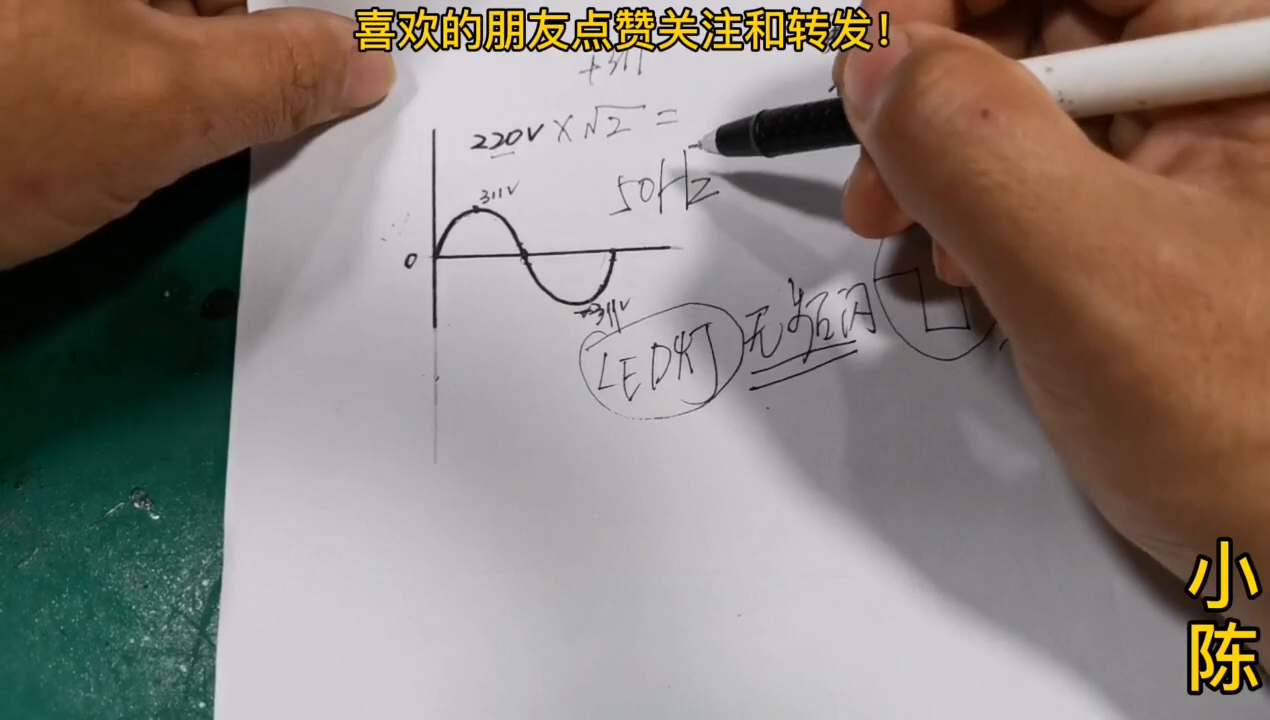 喜欢的朋友点赞关注和转发！
220V × √2 =
311V
50Hz
0
-311V
LED灯 无频闪
小陈